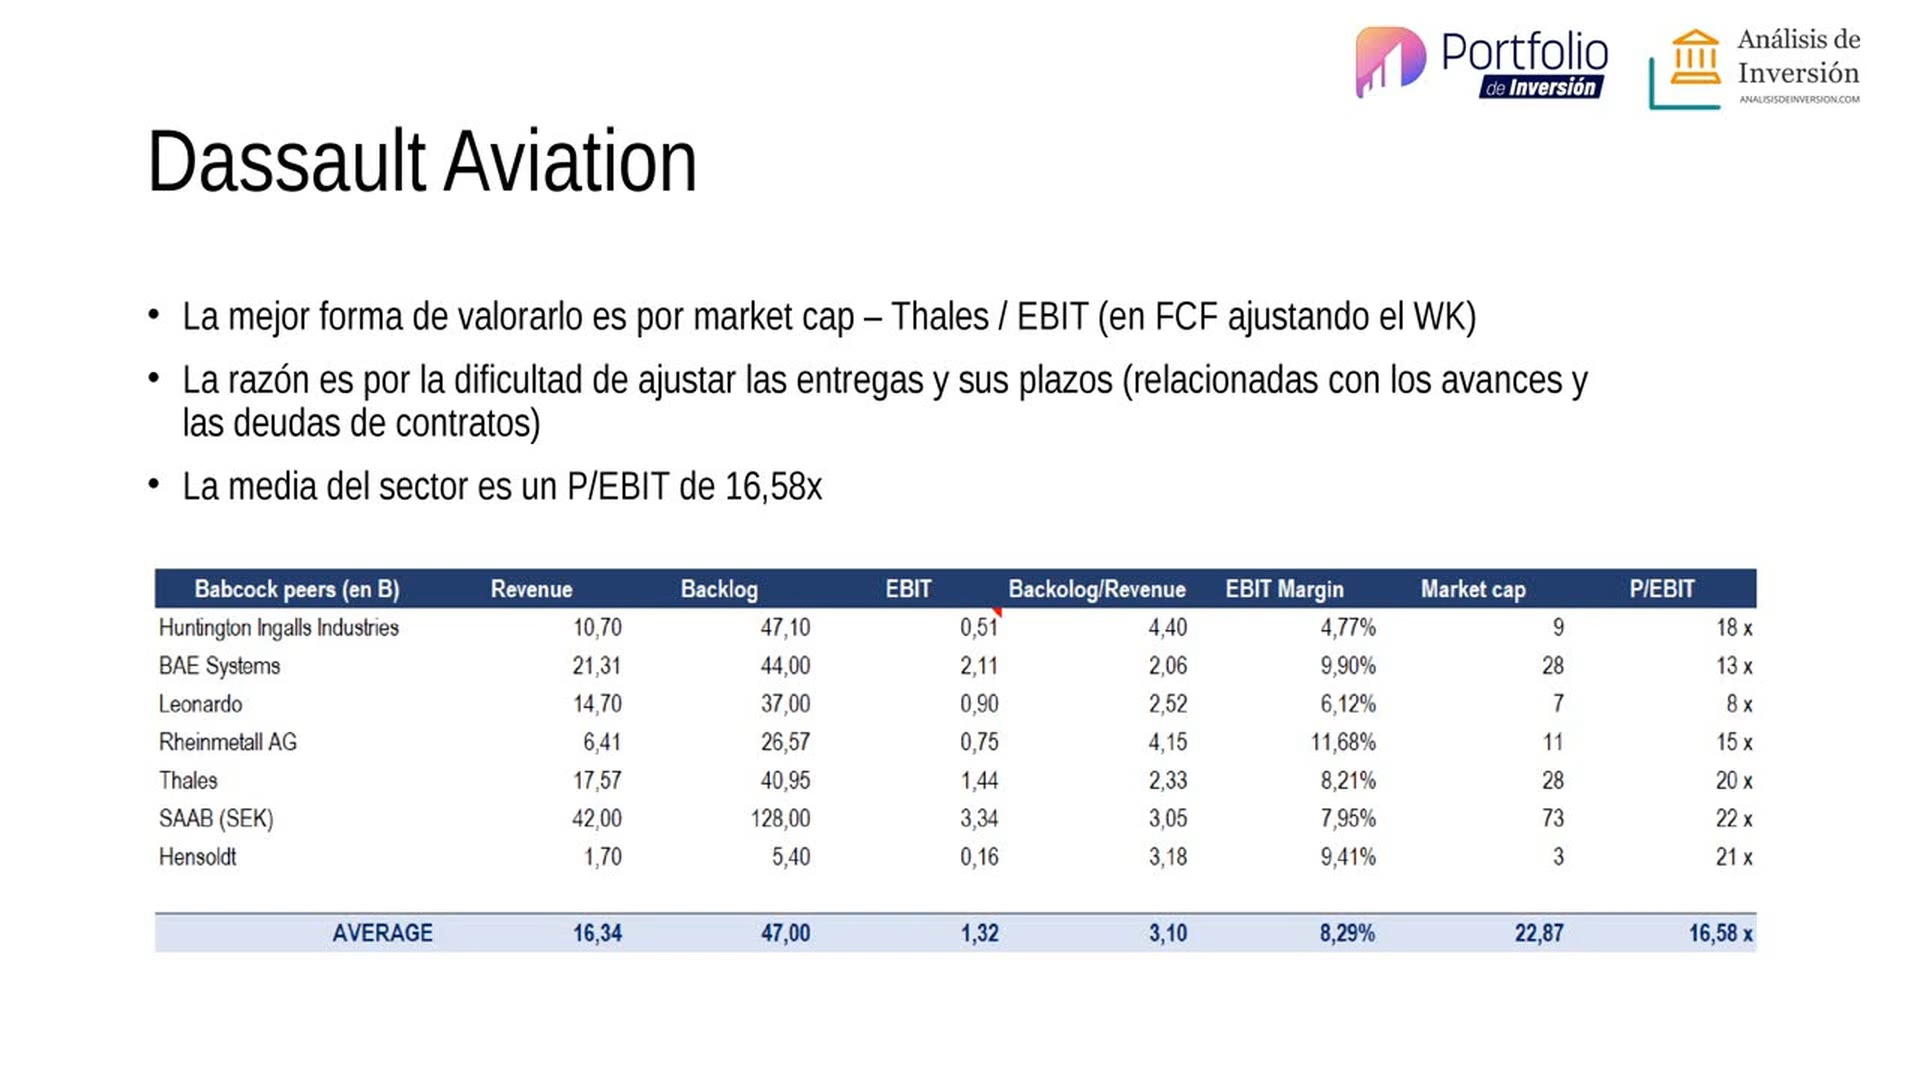 Portfolio
de Inversión
Análisis de
Inversión
ANALISISDEINVERSION.COM
Dassault Aviation
• La mejor forma de valorarlo es por market cap – Thales / EBIT (en FCF ajustando el WK)
• La razón es por la dificultad de ajustar las entregas y sus plazos (relacionadas con los avances y
las deudas de contratos)
• La media del sector es un P/EBIT de 16,58x
Babcock peers (en B) Revenue Backlog EBIT Backolog/Revenue EBIT Margin Market cap P/EBIT
Huntington Ingalls Industries 10,70 47,10 0,51 4,40 4,77% 9 18 x
BAE Systems 21,31 44,00 2,11 2,06 9,90% 28 13 x
Leonardo 14,70 37,00 0,90 2,52 6,12% 7 8 x
Rheinmetall AG 6,41 26,57 0,75 4,15 11,68% 11 15 x
Thales 17,57 40,95 1,44 2,33 8,21% 28 20 x
SAAB (SEK) 42,00 128,00 3,34 3,05 7,95% 73 22 x
Hensoldt 1,70 5,40 0,16 3,18 9,41% 3 21 x
AVERAGE 16,34 47,00 1,32 3,10 8,29% 22,87 16,58 x